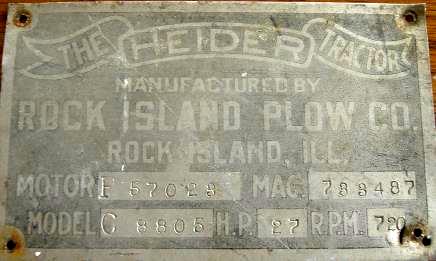 THE HEIDER TRACTOR
MANUFACTURED BY
ROCK ISLAND PLOW CO.
ROCK ISLAND, ILL.
MOTOR F 57028 MAG. 788487
MODEL C 8805 H.P. 27 R.P.M. 720